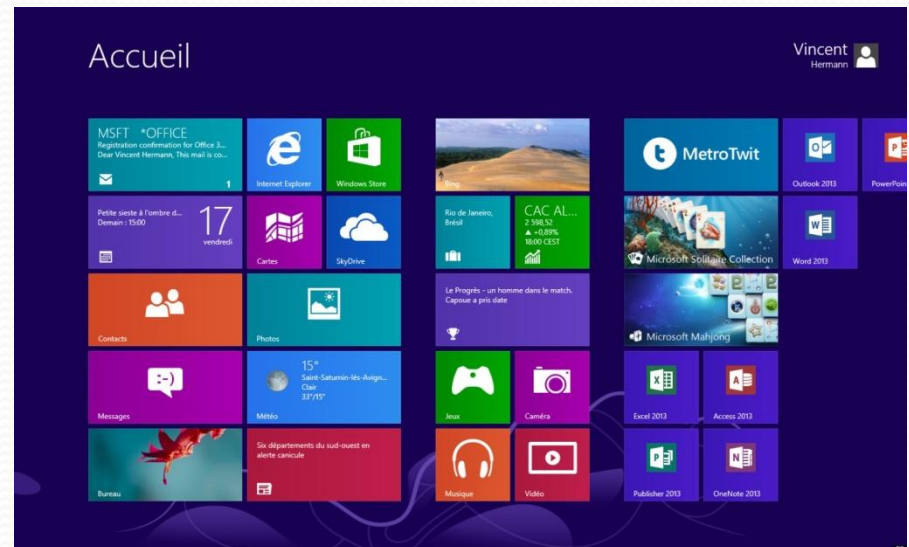 Accueil
Vincent
Hermann
MSFT *OFFICE
Registration confirmation for Office 3...
Dear Vincent Hermann, This mail is co...
1
Internet Explorer
Windows Store
Petite sieste à l'ombre d...
Demain : 15:00
17
vendredi
Cartes
SkyDrive
Contacts
Photos
:-)
Messages
15°
Saint-Saturnin-lès-Avign...
Clair
33°/15°
Météo
Bureau
Six départements du sud-ouest en
alerte canicule
Bing
Rio de Janeiro,
Brésil
CAC AL...
2 598,52
▲ +0,89%
18:00 CEST
Le Progrès - un homme dans le match.
Capoue a pris date
Jeux
Caméra
Musique
Vidéo
t MetroTwit
Outlook 2013
PowerPoin
Microsoft Solitaire Collection
Word 2013
Microsoft Mahjong
Excel 2013
Access 2013
Publisher 2013
OneNote 2013